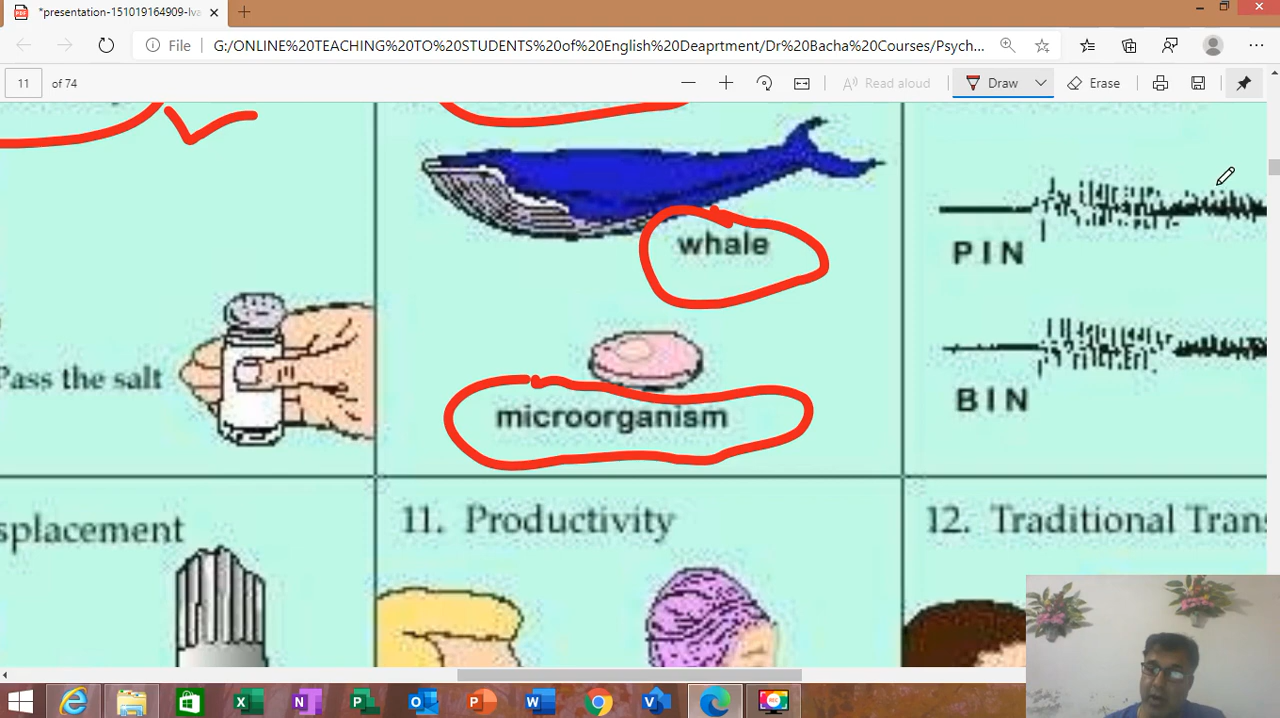 *presentation-151019164909-lva
File
G:/ONLINE%20TEACHING%20TO%20STUDENTS%20of%20English%20Deaprtment/Dr%20Bacha%20Courses/Psych...
11 of 74
Read aloud
Draw
Erase
whale
PIN
Pass the salt
microorganism
BIN
splacement
11. Productivity
12. Traditional Trans